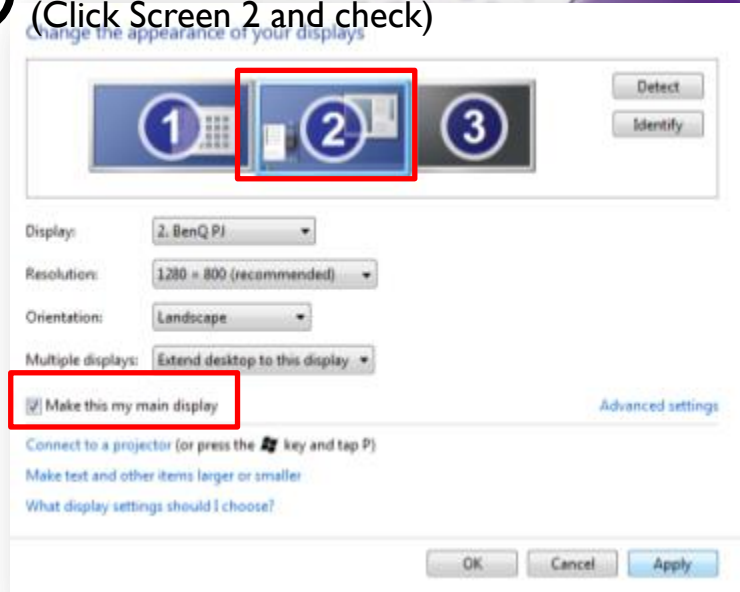 (Click Screen 2 and check)
Change the appearance of your displays
1 2 3
Detect
Identify
Display: 2. BenQ PJ
Resolution: 1280 × 800 (recommended)
Orientation: Landscape
Multiple displays: Extend desktop to this display
Make this my main display
Advanced settings
Connect to a projector (or press the key and tap P)
Make text and other items larger or smaller
What display settings should I choose?
OK Cancel Apply